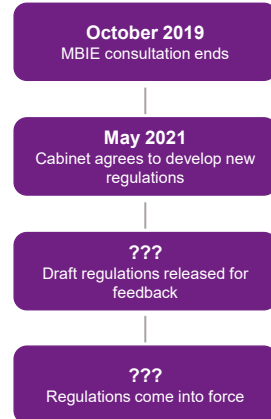 October 2019
MBIE consultation ends
May 2021
Cabinet agrees to develop new
regulations
???
Draft regulations released for
feedback
???
Regulations come into force